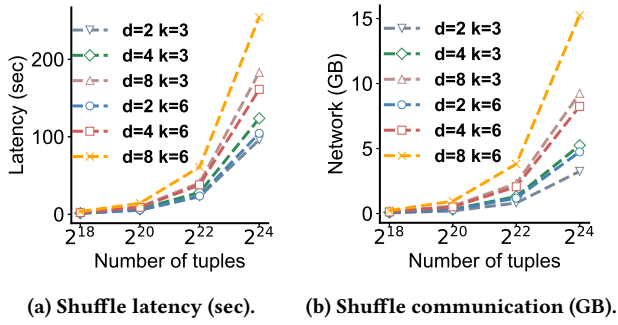 Latency (sec)
200
100
0
d=2 k=3
d=4 k=3
d=8 k=3
d=2 k=6
d=4 k=6
d=8 k=6
2^18 2^20 2^22 2^24
Number of tuples
(a) Shuffle latency (sec).
Network (GB)
15
10
5
0
d=2 k=3
d=4 k=3
d=8 k=3
d=2 k=6
d=4 k=6
d=8 k=6
2^18 2^20 2^22 2^24
Number of tuples
(b) Shuffle communication (GB).